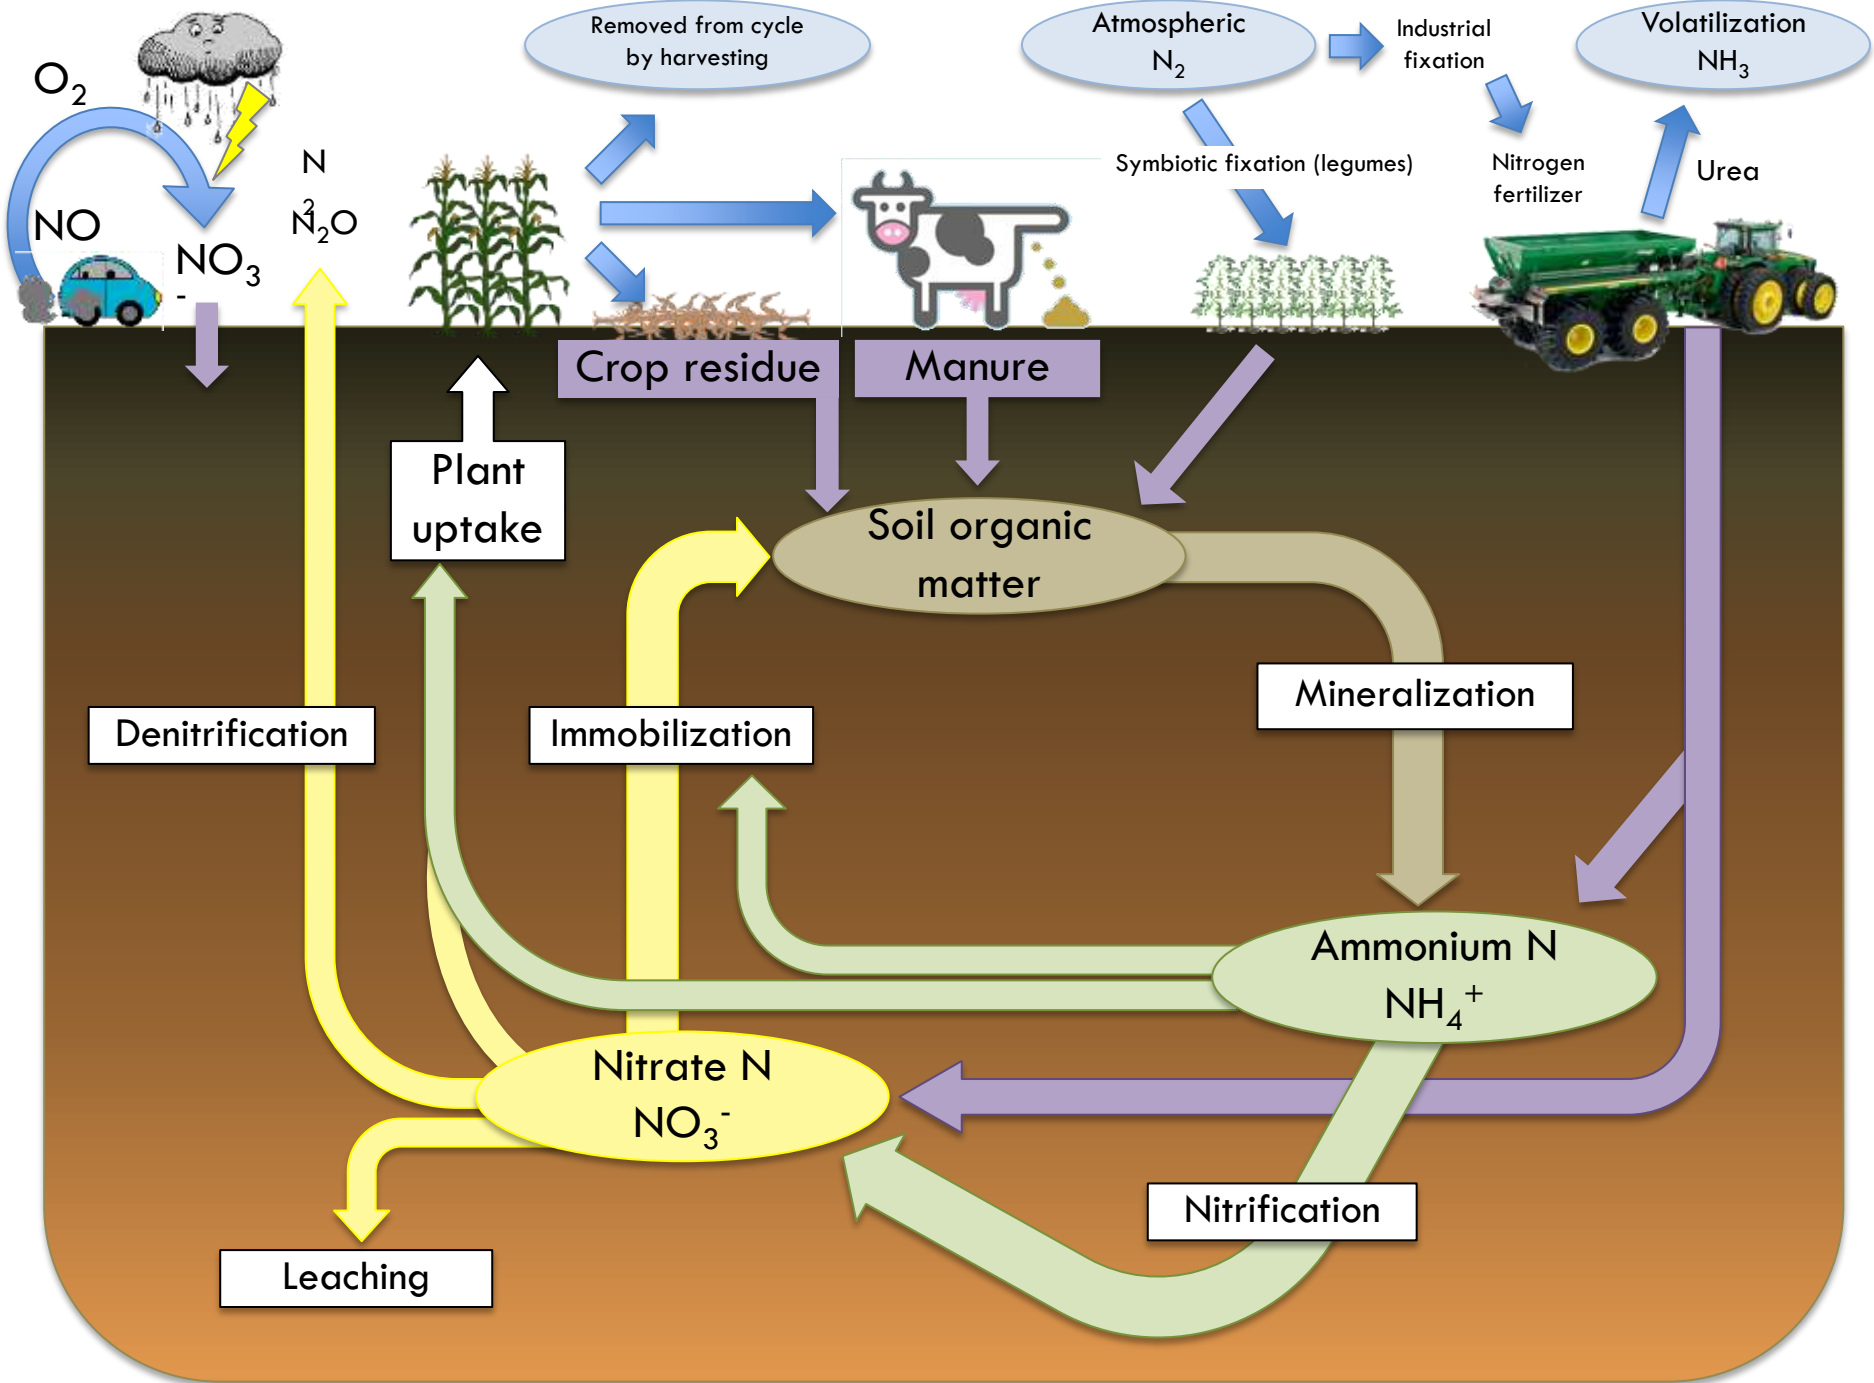 Removed from cycle
by harvesting
Atmospheric
N₂
Industrial
fixation
Volatilization
NH₃
O₂
N
2
N₂O
NO
NO₃
-
Symbiotic fixation (legumes)
Nitrogen
fertilizer
Urea
Crop residue
Manure
Plant
uptake
Soil organic
matter
Mineralization
Denitrification
Immobilization
Ammonium N
NH₄⁺
Nitrate N
NO₃⁻
Nitrification
Leaching